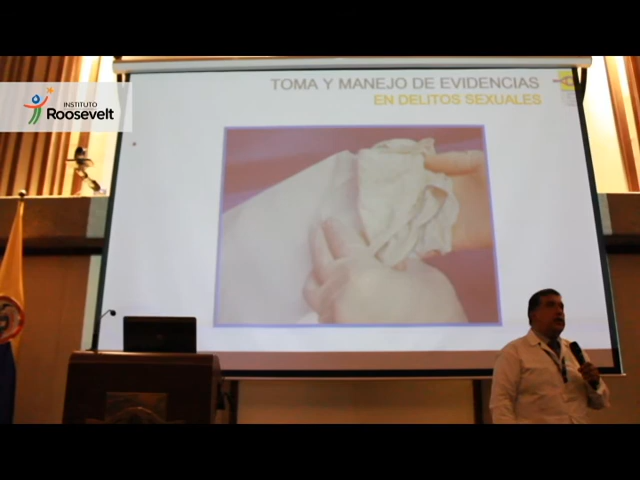 TOMA Y MANEJO DE EVIDENCIAS
EN DELITOS SEXUALES
INSTITUTO
Roosevelt